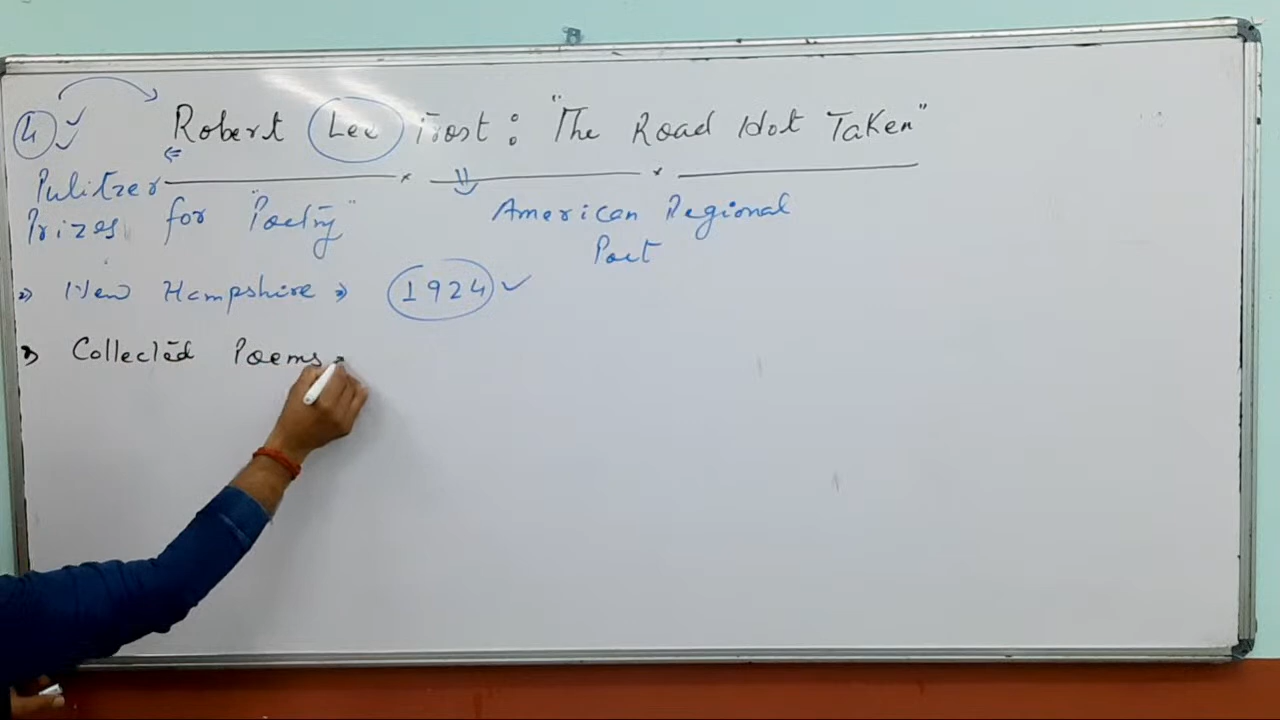 4 Robert Lee Frost : "The Road Not Taken"
Pulitzer
Prizes for "Poetry"
American Regional
Poet
New Hampshire ⇒ 1924
Collected Poems